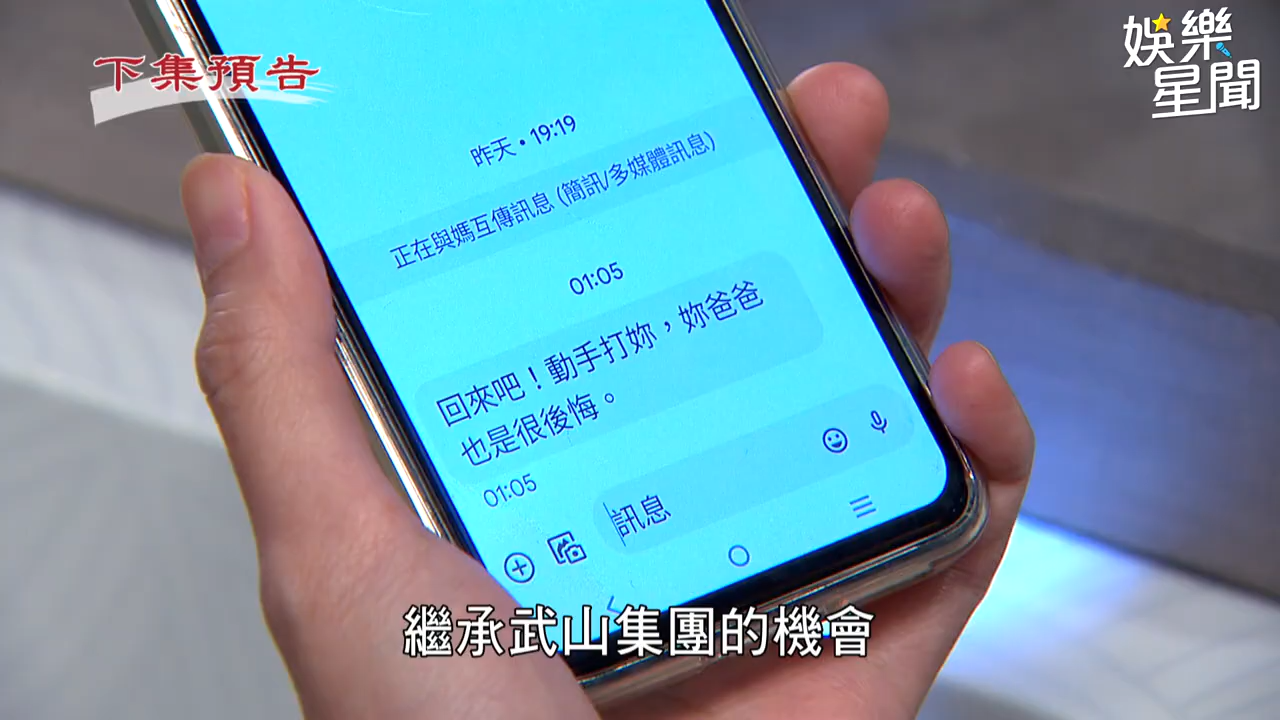 下集預告
娛樂
星聞
昨天 • 19:19
正在與媽互傳訊息 (簡訊/多媒體訊息)
01:05
回來吧！動手打妳，妳爸爸
也是很後悔。
01:05
訊息
繼承武山集團的機會